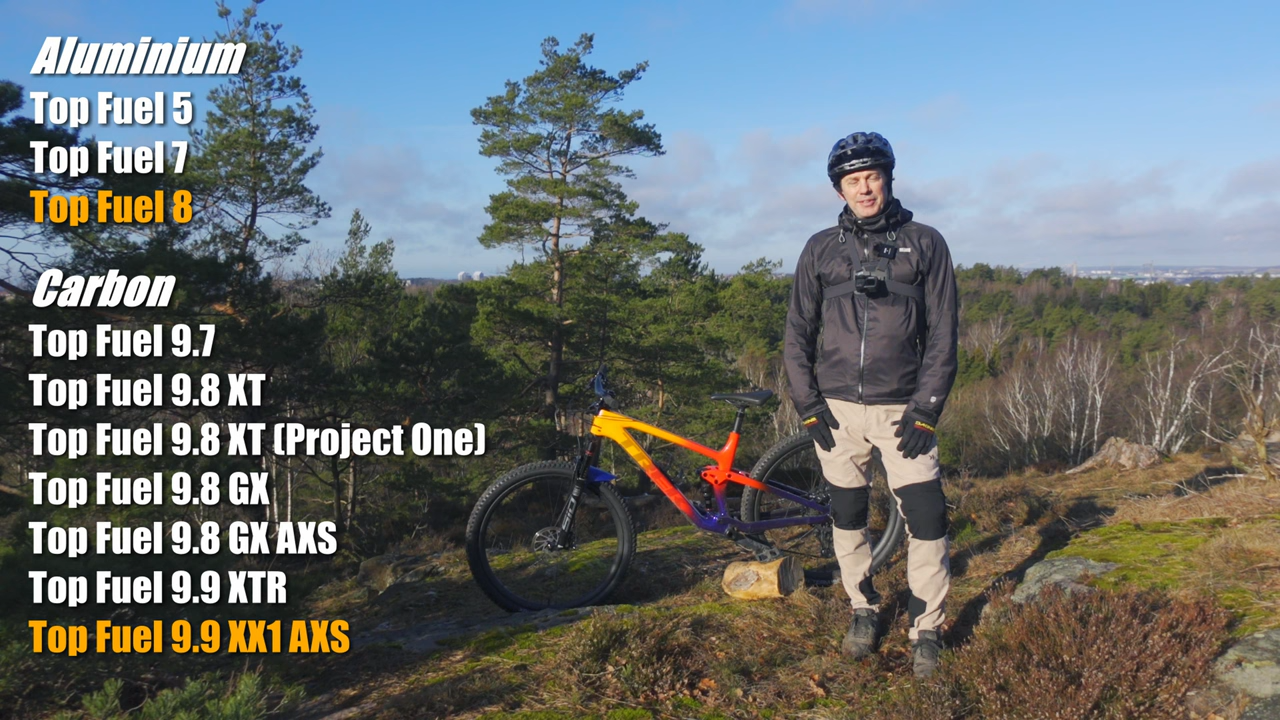 Aluminium
Top Fuel 5
Top Fuel 7
Top Fuel 8
Carbon
Top Fuel 9.7
Top Fuel 9.8 XT
Top Fuel 9.8 XT (Project One)
Top Fuel 9.8 GX
Top Fuel 9.8 GX AXS
Top Fuel 9.9 XTR
Top Fuel 9.9 XX1 AXS